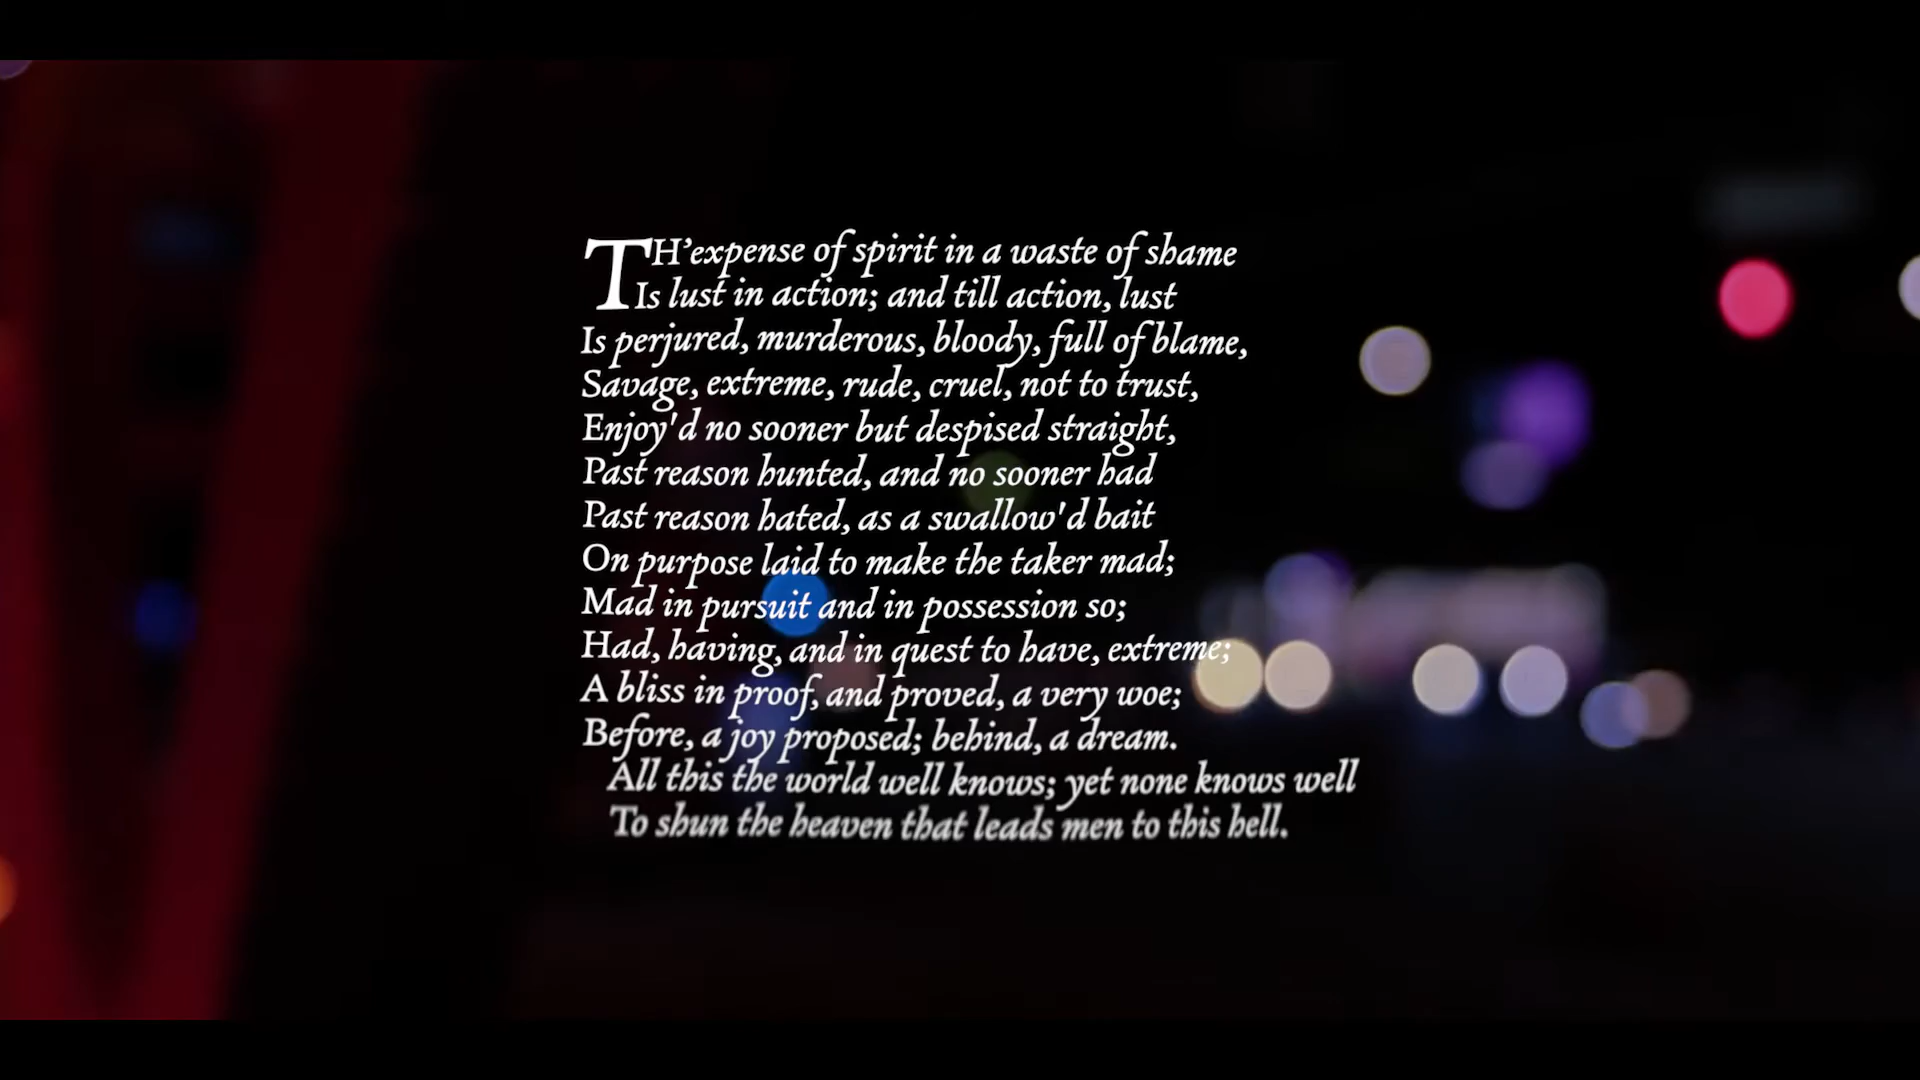 TH’expense of spirit in a waste of shame
Is lust in action; and till action, lust
Is perjured, murderous, bloody, full of blame,
Savage, extreme, rude, cruel, not to trust,
Enjoy'd no sooner but despised straight,
Past reason hunted, and no sooner had
Past reason hated, as a swallow'd bait
On purpose laid to make the taker mad;
Mad in pursuit and in possession so;
Had, having, and in quest to have, extreme;
A bliss in proof, and proved, a very woe;
Before, a joy proposed; behind, a dream.
All this the world well knows; yet none knows well
To shun the heaven that leads men to this hell.